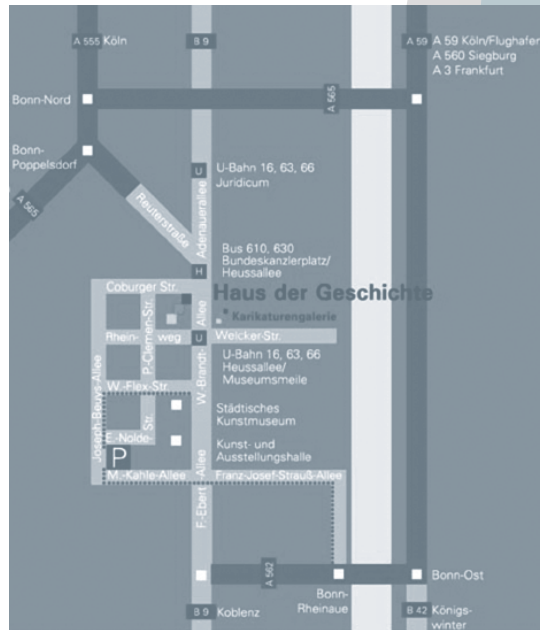 A 555 Köln
B 9
A 59 A 59 Köln/Flughafen
A 560 Siegburg
A 3 Frankfurt
Bonn-Nord
A 565
Bonn-
Poppelsdorf
A 565
U
U-Bahn 16, 63, 66
Juridicum
Reuterstraße
Adenauerallee
Bus 610, 630
Bundeskanzlerplatz/
Heussallee
H
Coburger Str.
Haus der Geschichte
Karikaturengalerie
P.-Clemen-Str.
W.-Brandt-Allee
Rhein- weg
U
Welcker-Str.
U-Bahn 16, 63, 66
Heussallee/
Museumsmeile
Joseph-Beuys-Allee
W.-Flex-Str.
Städtisches
Kunstmuseum
E.-Nolde-
Str.
Kunst- und
Ausstellungshalle
P
M.-Kahle-Allee
Franz-Josef-Strauß-Allee
F.-Ebert-Allee
A 562
Bonn-Ost
Bonn-
Rheinaue
B 9 Koblenz
B 42 Königs-
winter